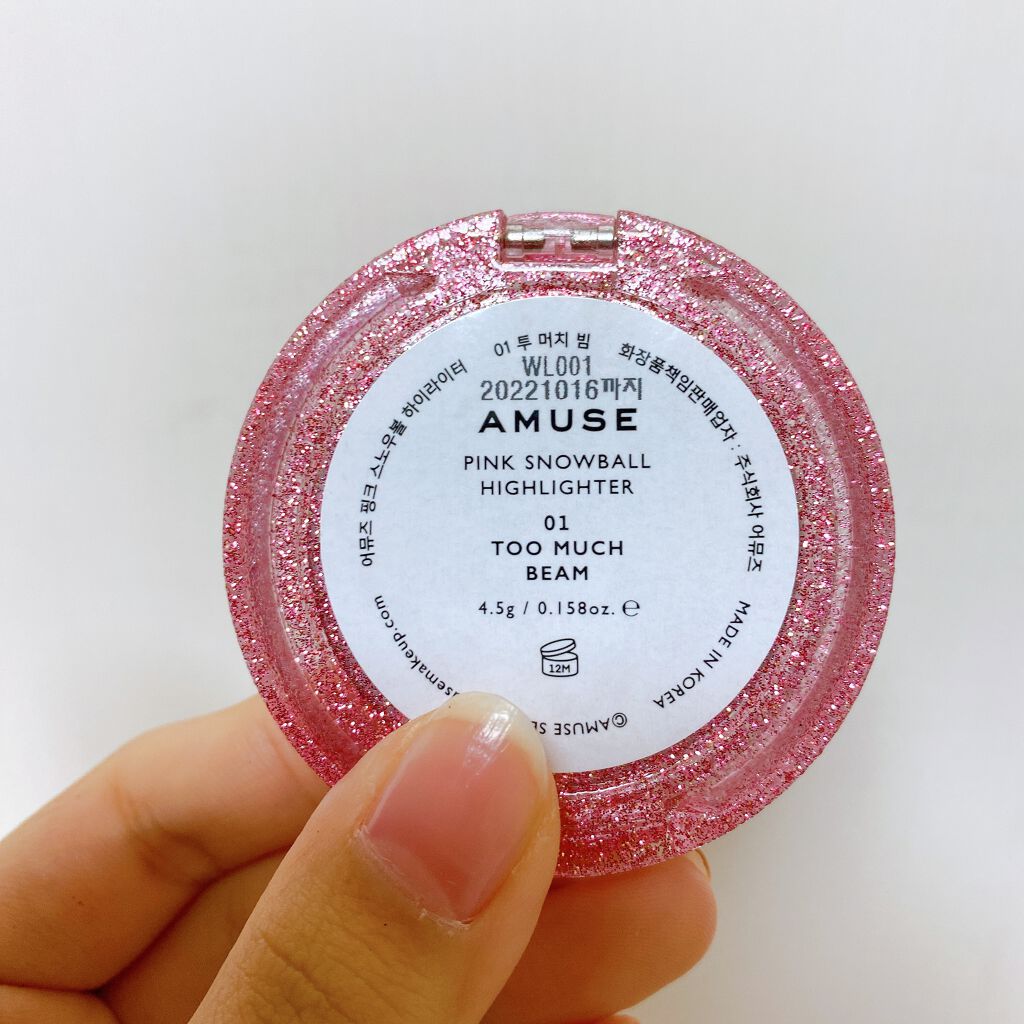 어뮤즈 핑크 스노우볼 하이라이터
01 투 머치 빔
화장품책임판매업자 : 주식회사 어뮤즈
WL001
20221016까지
AMUSE
PINK SNOWBALL
HIGHLIGHTER
01
TOO MUCH
BEAM
4.5g / 0.158oz. ℮
12M
MADE IN KOREA
©AMUSE